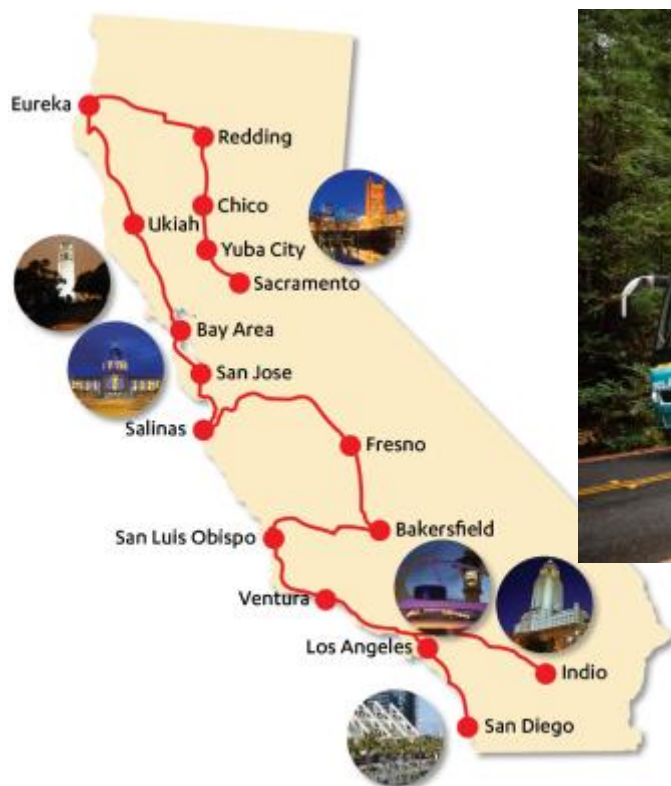 Eureka
Redding
Chico
Ukiah
Yuba City
Sacramento
Bay Area
San Jose
Salinas
Fresno
San Luis Obispo
Bakersfield
Ventura
Los Angeles
Indio
San Diego